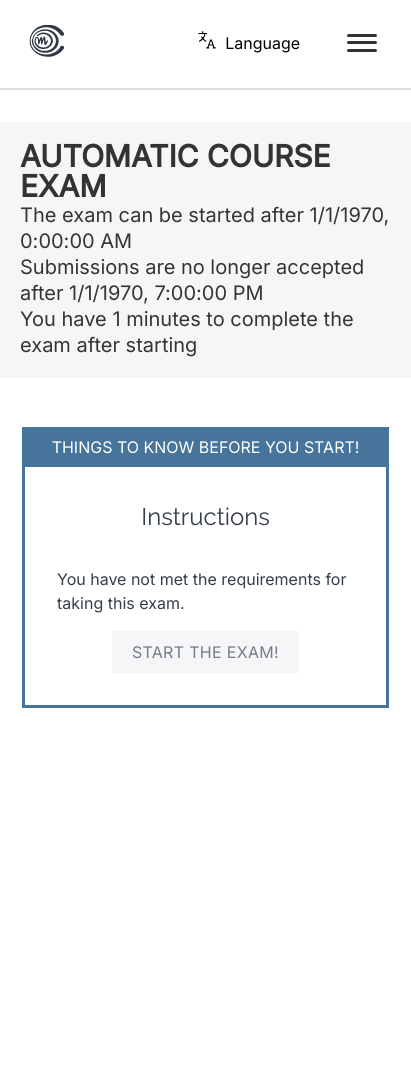 Language
AUTOMATIC COURSE
EXAM
The exam can be started after 1/1/1970,
0:00:00 AM
Submissions are no longer accepted
after 1/1/1970, 7:00:00 PM
You have 1 minutes to complete the
exam after starting
THINGS TO KNOW BEFORE YOU START!
Instructions
You have not met the requirements for
taking this exam.
START THE EXAM!